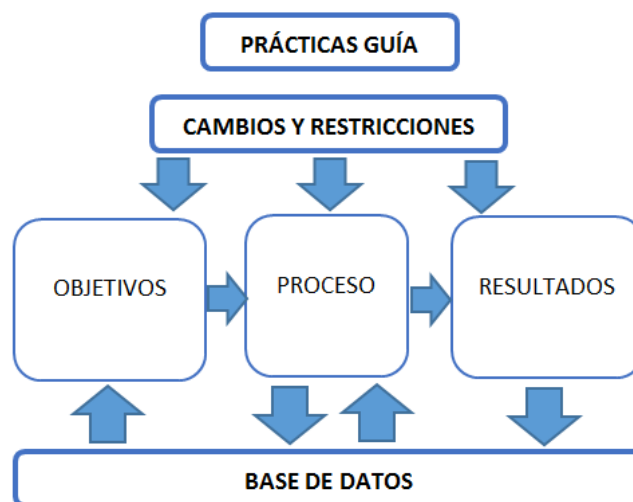 PRÁCTICAS GUÍA
CAMBIOS Y RESTRICCIONES
OBJETIVOS
PROCESO
RESULTADOS
BASE DE DATOS